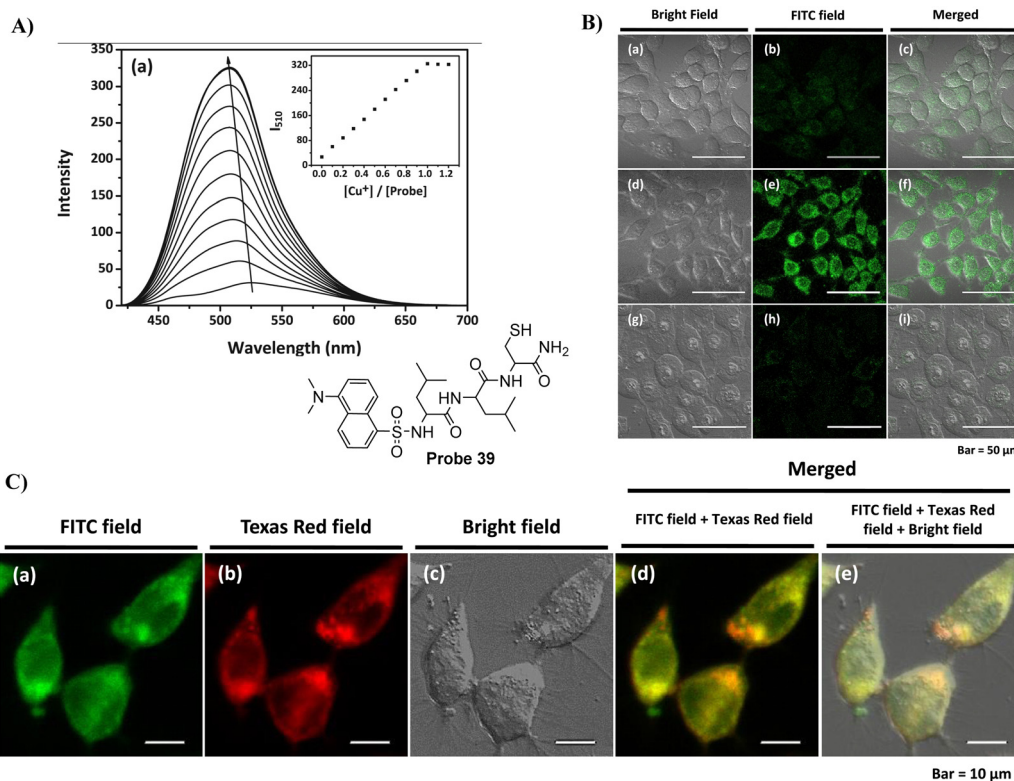 A)
(a)
350
300
250
200
150
100
50
0
Intensity
450 500 550 600 650 700
Wavelength (nm)
320
240
160
80
0
I510
0.0 0.2 0.4 0.6 0.8 1.0 1.2
[Cu+] / [Probe]
SH
NH2
N
O
O
S
O
NH
O
HN
O
NH
O
Probe 39
B)
Bright Field FITC field Merged
(a) (b) (c)
(d) (e) (f)
(g) (h) (i)
Bar = 50 μm
C)
Merged
FITC field Texas Red field Bright field FITC field + Texas Red field FITC field + Texas Red
field + Bright field
(a) (b) (c) (d) (e)
Bar = 10 μm